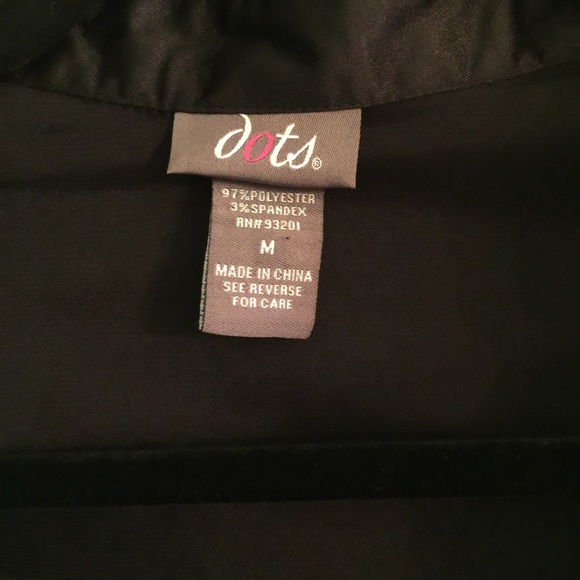 dots®
97%POLYESTER
3%SPANDEX
RN#93201
M
MADE IN CHINA
SEE REVERSE
FOR CARE